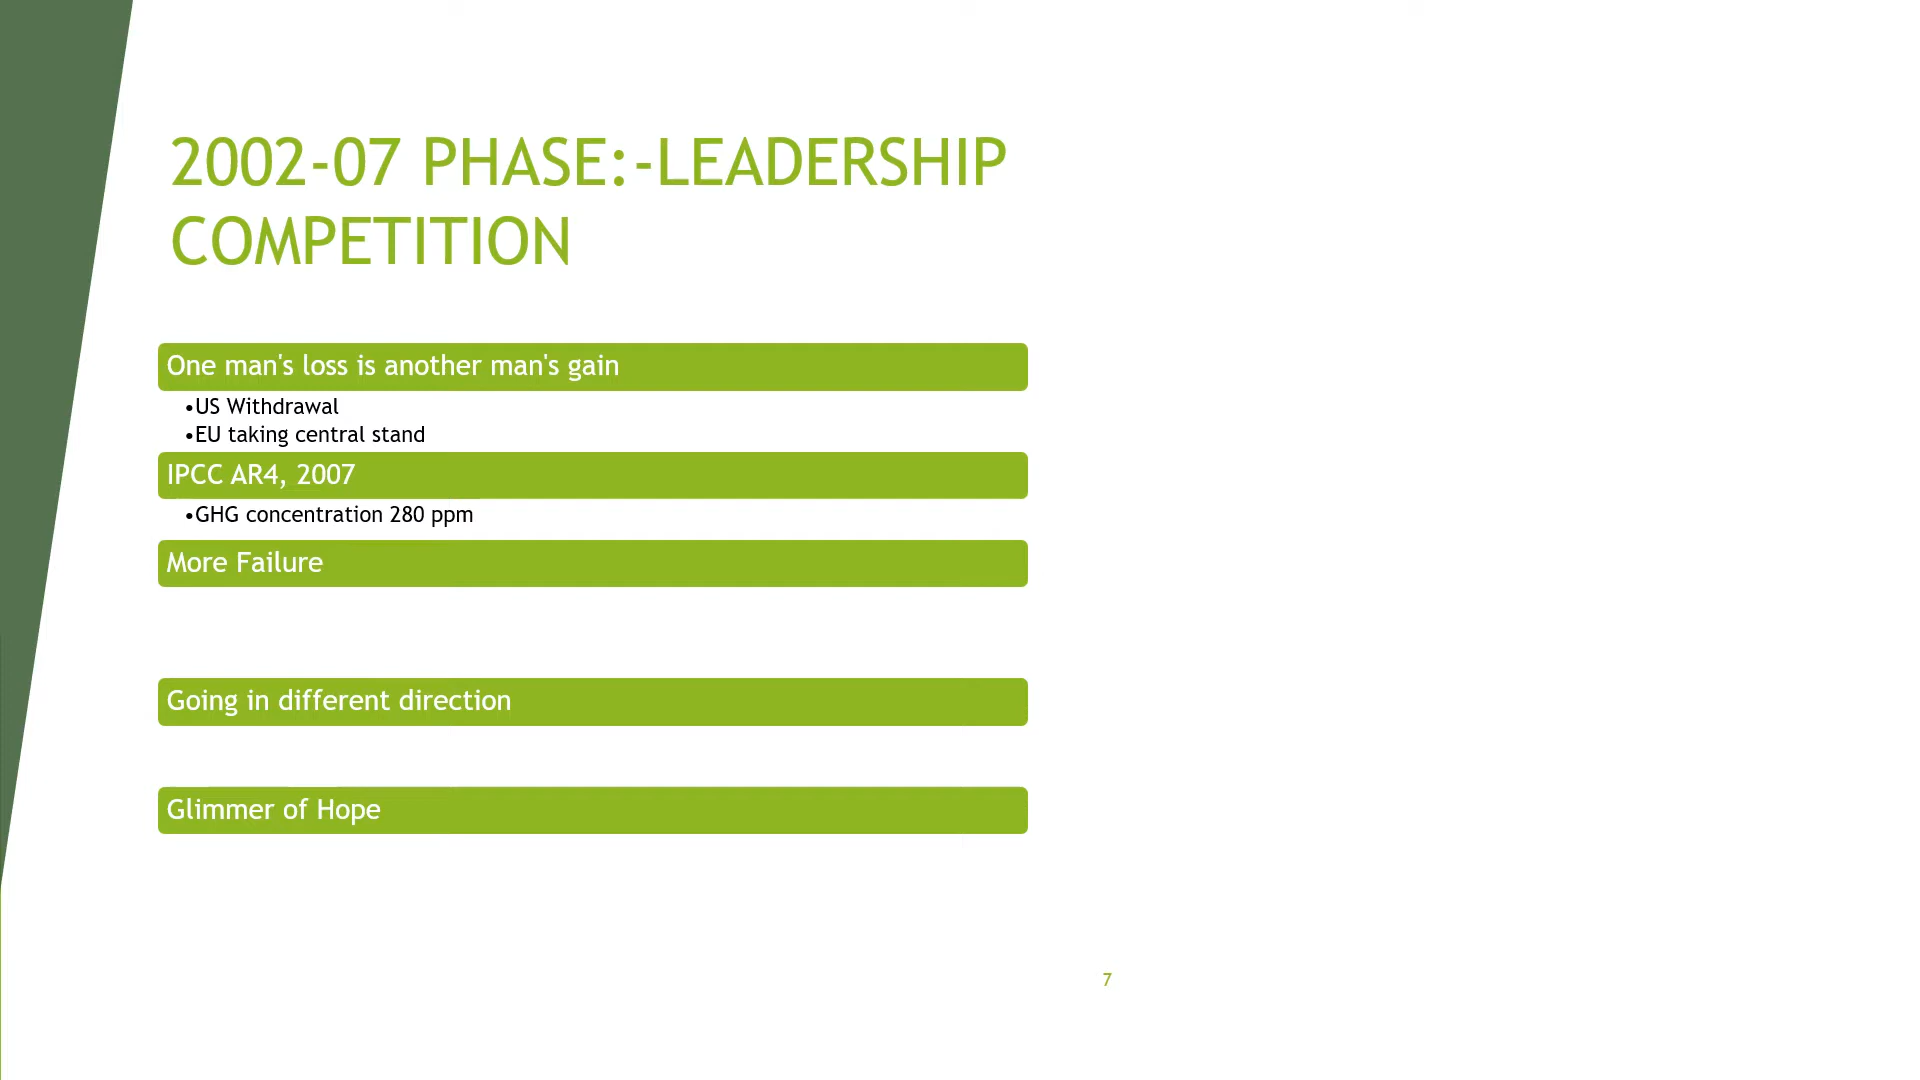 2002-07 PHASE:-LEADERSHIP
COMPETITION
One man's loss is another man's gain
•US Withdrawal
•EU taking central stand
IPCC AR4, 2007
•GHG concentration 280 ppm
More Failure
Going in different direction
Glimmer of Hope
7